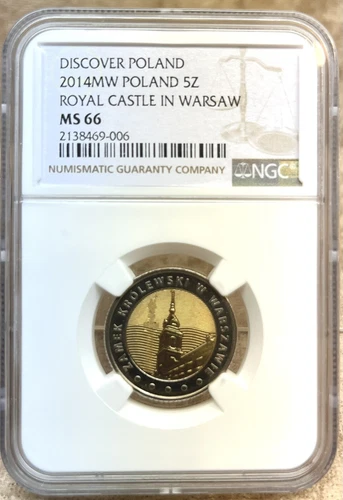 DISCOVER POLAND
2014MW POLAND 5Z
ROYAL CASTLE IN WARSAW
MS 66
2138469-006
NGC
NUMISMATIC GUARANTY COMPANY
ZAMEK KRÓLEWSKI W WARSZAWIE